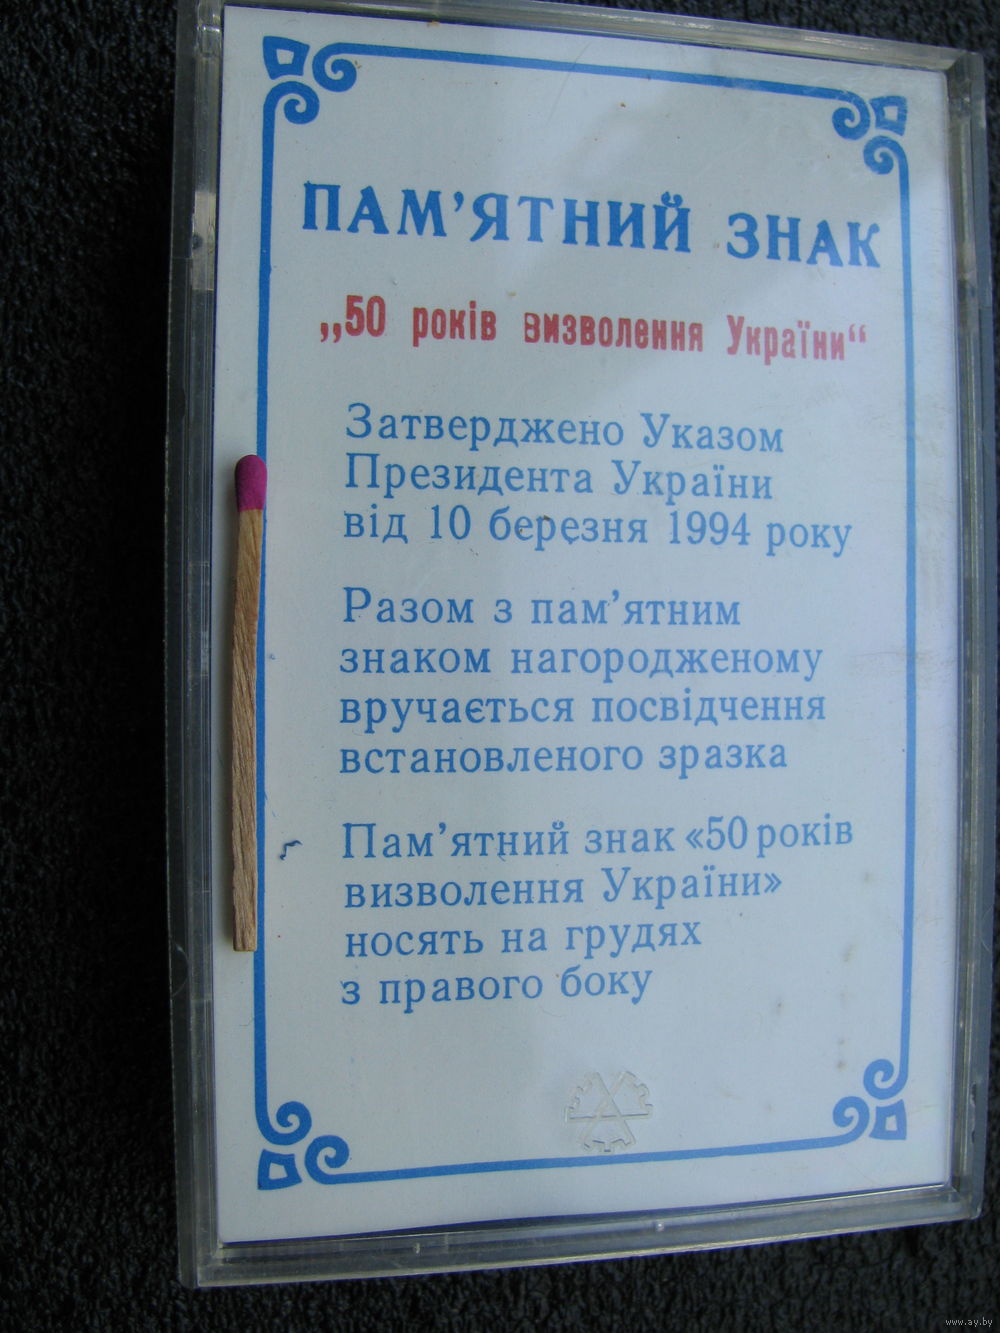 ПАМ’ЯТНИЙ ЗНАК
„50 років визволення України“
Затверджено Указом
Президента України
від 10 березня 1994 року
Разом з пам’ятним
знаком нагородженому
вручається посвідчення
встановленого зразка
Пам’ятний знак «50 років
визволення України»
носять на грудях
з правого боку
www.ay.by